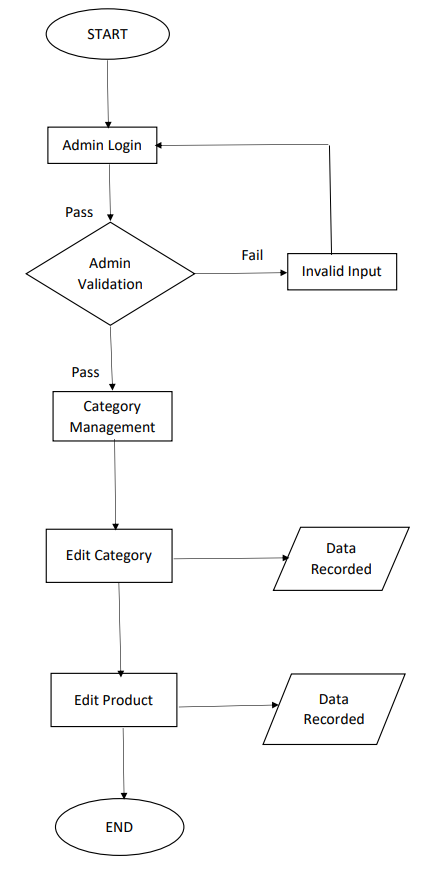 START
Admin Login
Pass
Admin
Validation
Fail
Invalid Input
Pass
Category
Management
Edit Category
Data
Recorded
Edit Product
Data
Recorded
END